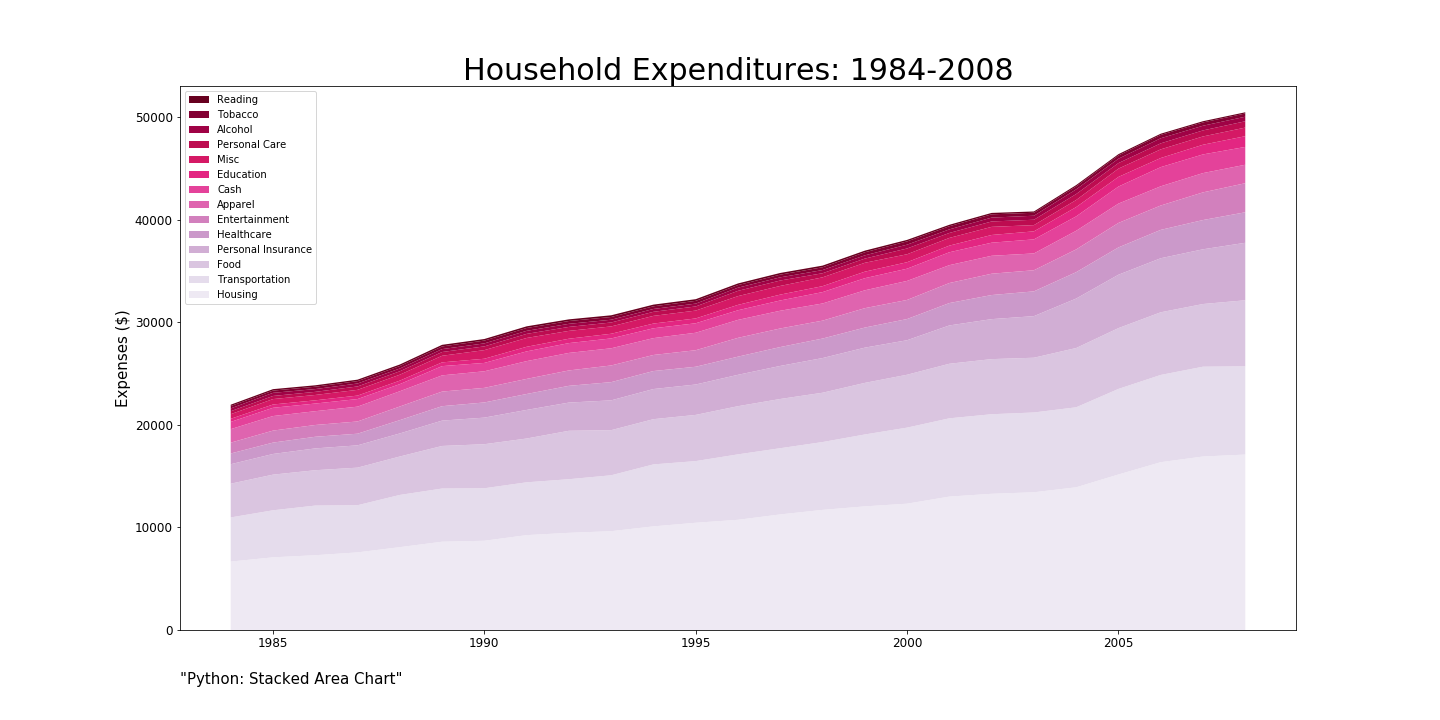 Household Expenditures: 1984-2008
Reading
Tobacco
Alcohol
Personal Care
Misc
Education
Cash
Apparel
Entertainment
Healthcare
Personal Insurance
Food
Transportation
Housing
Expenses ($)
50000
40000
30000
20000
10000
0
1985 1990 1995 2000 2005
"Python: Stacked Area Chart"